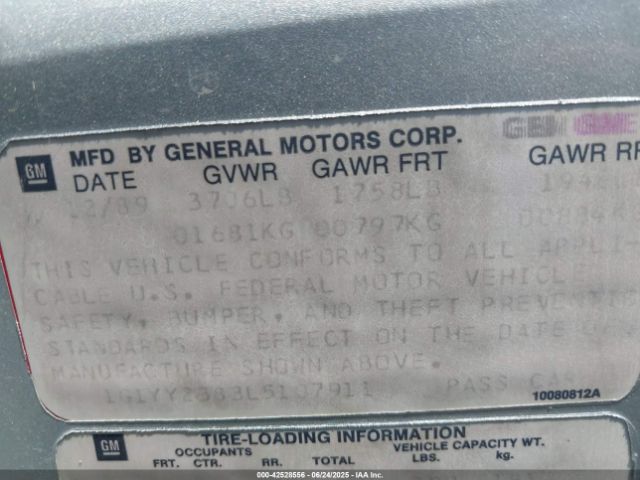 GM MFD BY GENERAL MOTORS CORP.
DATE GVWR GAWR FRT GAWR RR
12/89 3706LB 1758LB
01681KG 00797KG
THIS VEHICLE CONFORMS TO ALL APPLI-
CABLE U.S. FEDERAL MOTOR VEHICLE
SAFETY, BUMPER, AND THEFT PREVENTI
STANDARDS IN EFFECT ON THE DATE OF
MANUFACTURE SHOWN ABOVE.
1G1YY2383L5107911 PASS CAR
10080812A
GM TIRE-LOADING INFORMATION
OCCUPANTS VEHICLE CAPACITY WT.
FRT. CTR. RR. TOTAL LBS. kg.
000-42528556 - 06/24/2025 -